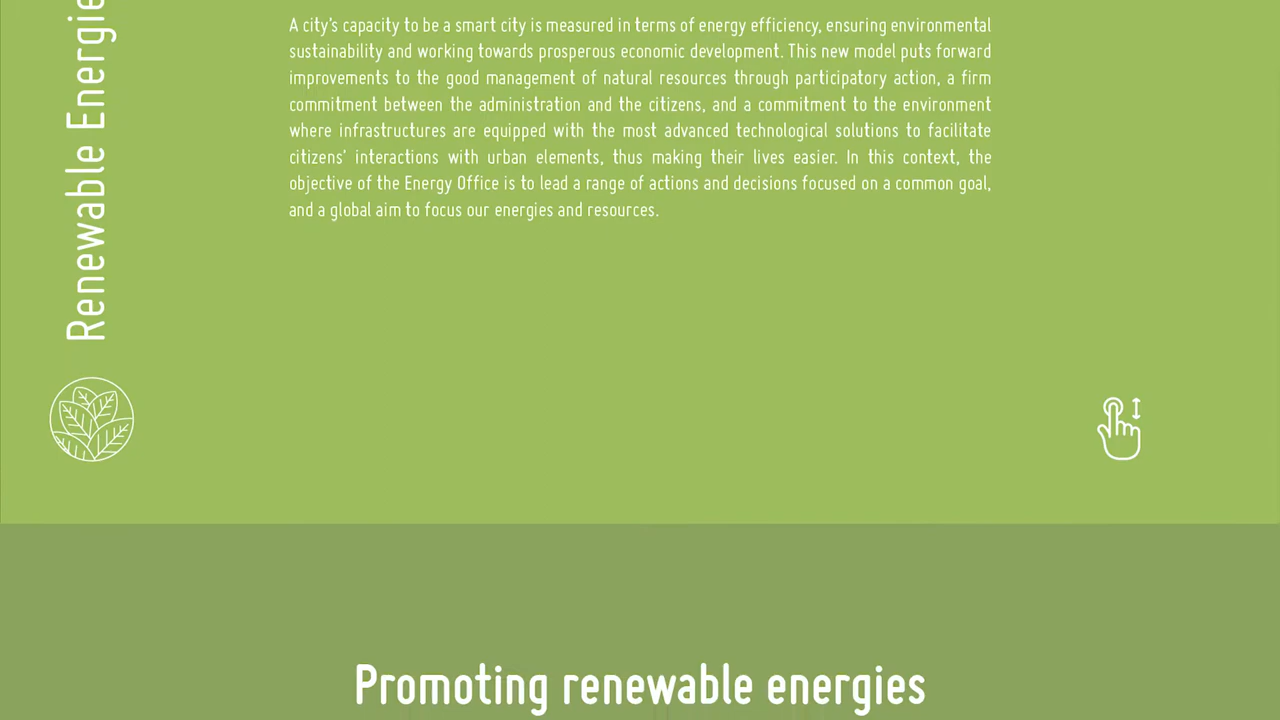 A city's capacity to be a smart city is measured in terms of energy efficiency, ensuring environmental
sustainability and working towards prosperous economic development. This new model puts forward
improvements to the good management of natural resources through participatory action, a firm
commitment between the administration and the citizens, and a commitment to the environment
where infrastructures are equipped with the most advanced technological solutions to facilitate
citizens' interactions with urban elements, thus making their lives easier. In this context, the
objective of the Energy Office is to lead a range of actions and decisions focused on a common goal,
and a global aim to focus our energies and resources.
Renewable Energie
Promoting renewable energies